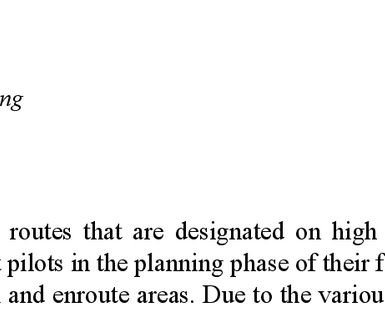 ng
routes that are designated on high
pilots in the planning phase of their f
and enroute areas. Due to the variou